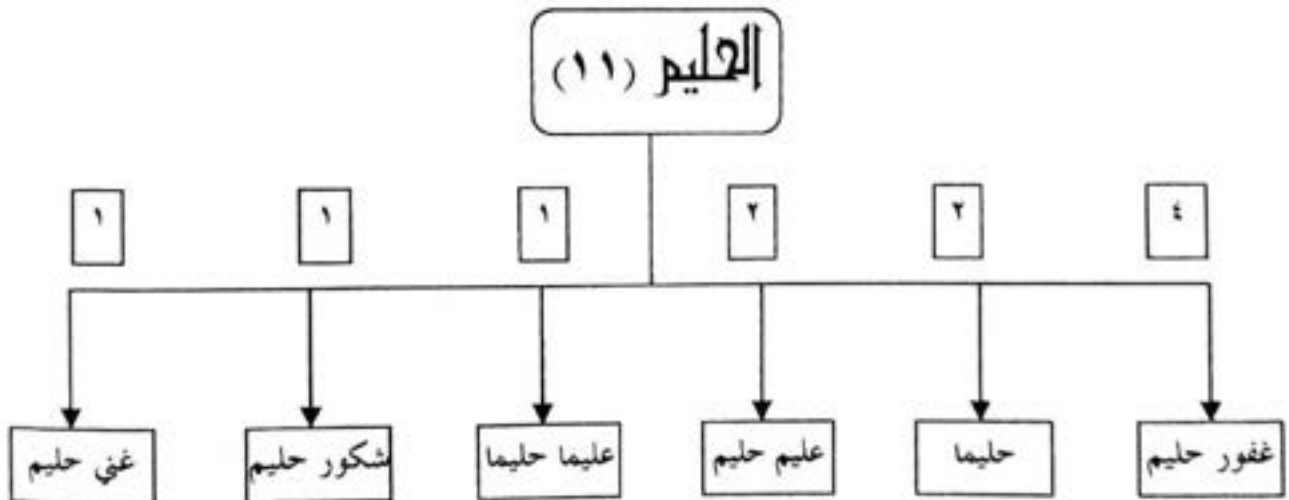 الحليم (١١)
٤ ٢ ٢ ١ ١ ١
غفور حليم حليما عليم حليم عليما حليما شكور حليم غني حليم